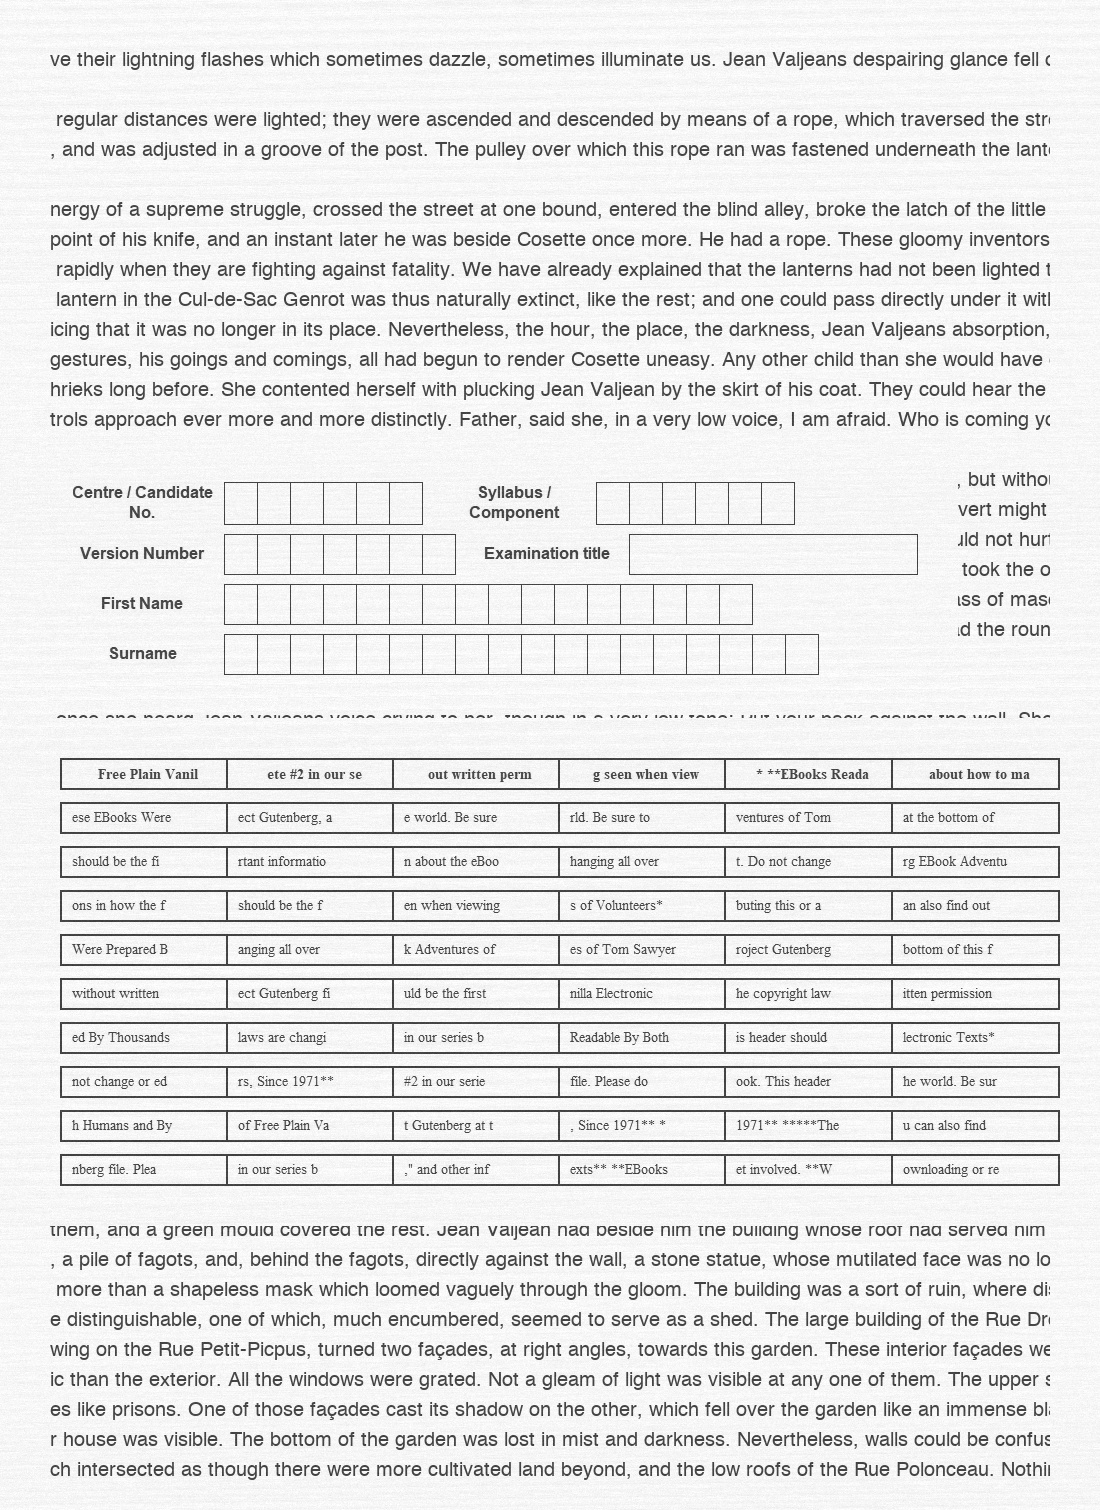 ve their lightning flashes which sometimes dazzle, sometimes illuminate us. Jean Valjeans despairing glance fell
regular distances were lighted; they were ascended and descended by means of a rope, which traversed the
, and was adjusted in a groove of the post. The pulley over which this rope ran was fastened underneath the
nergy of a supreme struggle, crossed the street at one bound, entered the blind alley, broke the latch of the little
point of his knife, and an instant later he was beside Cosette once more. He had a rope. These gloomy inventors
rapidly when they are fighting against fatality. We have already explained that the lanterns had not been lighted
lantern in the Cul-de-Sac Genrot was thus naturally extinct, like the rest; and one could pass directly under it
icing that it was no longer in its place. Nevertheless, the hour, the place, the darkness, Jean Valjeans absorption,
gestures, his goings and comings, all had begun to render Cosette uneasy. Any other child than she would have
hrieks long before. She contented herself with plucking Jean Valjean by the skirt of his coat. They could hear the
trols approach ever more and more distinctly. Father, said she, in a very low voice, I am afraid. Who is coming
, but
Centre / Candidate No. Syllabus / Component
vert might
Version Number Examination title
not
took the
First Name
of
the roun
Surname
once she heard Jean Valjeans voice crying to her, though in a very low tone: Put your back against the wall. She
Free Plain Vanil ete #2 in our se out written perm g seen when view * **EBooks Reada about how to ma
ese EBooks Were ect Gutenberg, a e world. Be sure rld. Be sure to ventures of Tom at the bottom of
should be the fi rtant informatio n about the eBoo hanging all over t. Do not change rg EBook Adventu
ons in how the f should be the f en when viewing s of Volunteers* buting this or a an also find out
Were Prepared B anging all over k Adventures of es of Tom Sawyer roject Gutenberg bottom of this f
without written ect Gutenberg fi uld be the first nilla Electronic he copyright law itten permission
ed By Thousands laws are changi in our series b Readable By Both is header should lectronic Texts*
not change or ed rs, Since 1971** #2 in our serie file. Please do ook. This header he world. Be sur
h Humans and By of Free Plain Va t Gutenberg at t , Since 1971** * 1971** *****The u can also find
nberg file. Plea in our series b ," and other inf exts** **EBooks et involved. **W ownloading or re
them, and a green mould covered the rest. Jean Valjean had beside him the building whose roof had served him
, a pile of fagots, and, behind the fagots, directly against the wall, a stone statue, whose mutilated face was no lo
more than a shapeless mask which loomed vaguely through the gloom. The building was a sort of ruin, where
e distinguishable, one of which, much encumbered, seemed to serve as a shed. The large building of the Rue
wing on the Rue Petit-Picpus, turned two façades, at right angles, towards this garden. These interior façades we
ic than the exterior. All the windows were grated. Not a gleam of light was visible at any one of them. The upper
es like prisons. One of those façades cast its shadow on the other, which fell over the garden like an immense
r house was visible. The bottom of the garden was lost in mist and darkness. Nevertheless, walls could be confus
ch intersected as though there were more cultivated land beyond, and the low roofs of the Rue Polonceau.